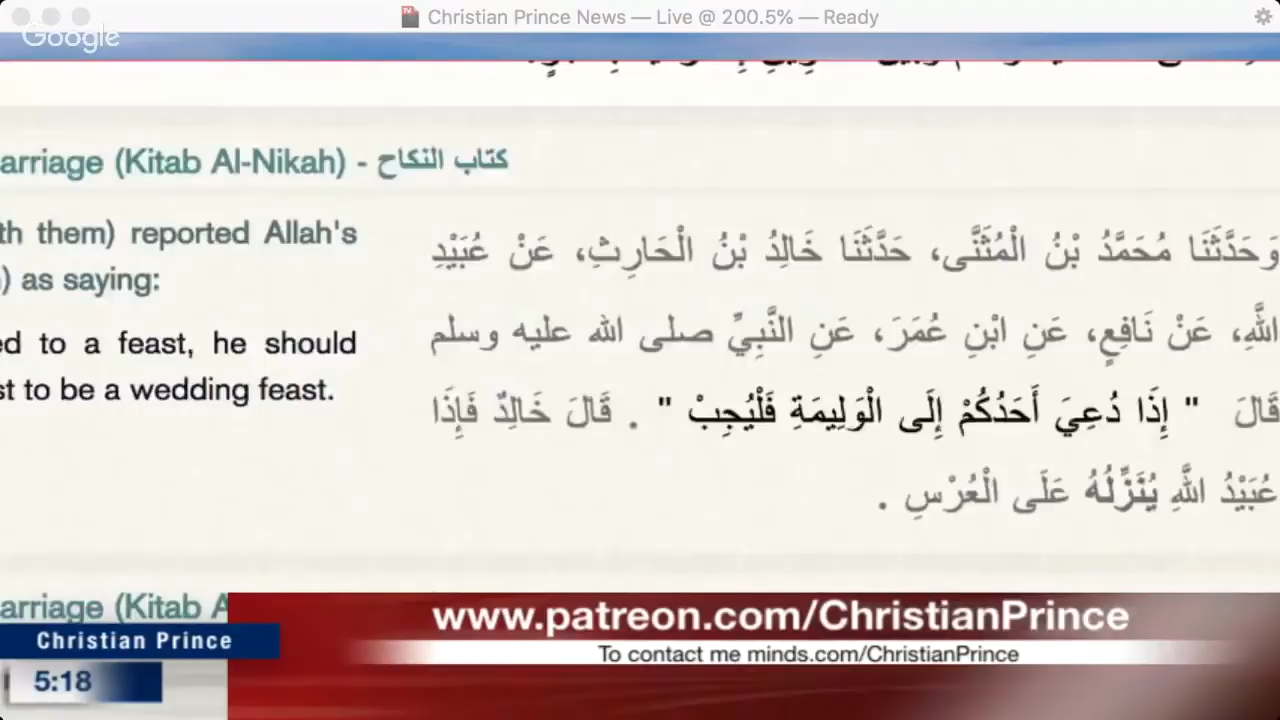 Christian Prince News — Live @ 200.5% — Ready
Google
arriage (Kitab Al-Nikah) - كتاب النكاح
th them) reported Allah's
) as saying:
ed to a feast, he should
st to be a wedding feast.
وَحَدَّثَنَا مُحَمَّدُ بْنُ الْمُثَنَّى، حَدَّثَنَا خَالِدُ بْنُ الْحَارِثِ، عَنْ عُبَيْدِ
اللَّهِ، عَنْ نَافِعٍ، عَنِ ابْنِ عُمَرَ، عَنِ النَّبِيِّ صلى الله عليه وسلم
قَالَ " إِذَا دُعِيَ أَحَدُكُمْ إِلَى الْوَلِيمَةِ فَلْيُجِبْ " . قَالَ خَالِدٌ فَإِذَا
عُبَيْدُ اللَّهِ يُنَزِّلُهُ عَلَى الْعُرْسِ .
arriage (Kitab A
www.patreon.com/ChristianPrince
To contact me minds.com/ChristianPrince
Christian Prince
5:18